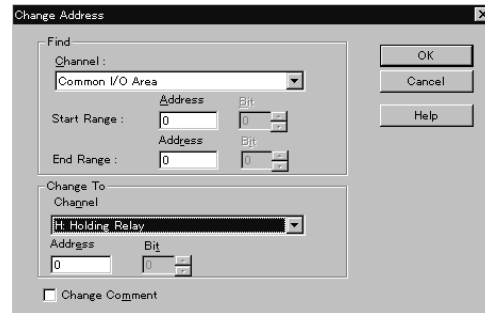 Change Address
Find
Channel :
Common I/O Area
Address Bit
Start Range : 0 0
Address Bit
End Range : 0 0
Change To
Channel
H: Holding Relay
Address Bit
0 0
Change Comment
OK
Cancel
Help